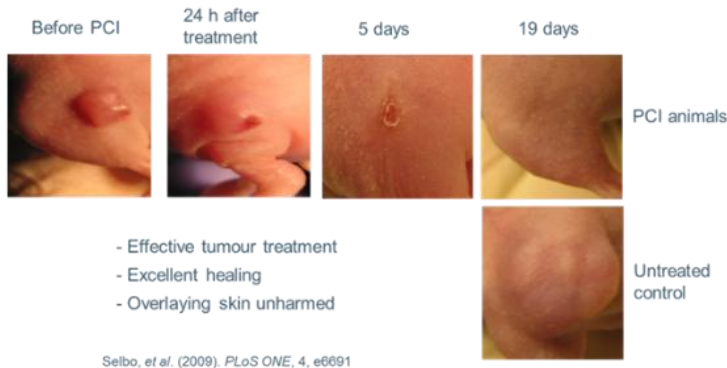 Before PCI
24 h after
treatment
5 days
19 days
PCI animals
- Effective tumour treatment
- Excellent healing
- Overlaying skin unharmed
Untreated
control
Selbo, et al. (2009). PLoS ONE, 4, e6691